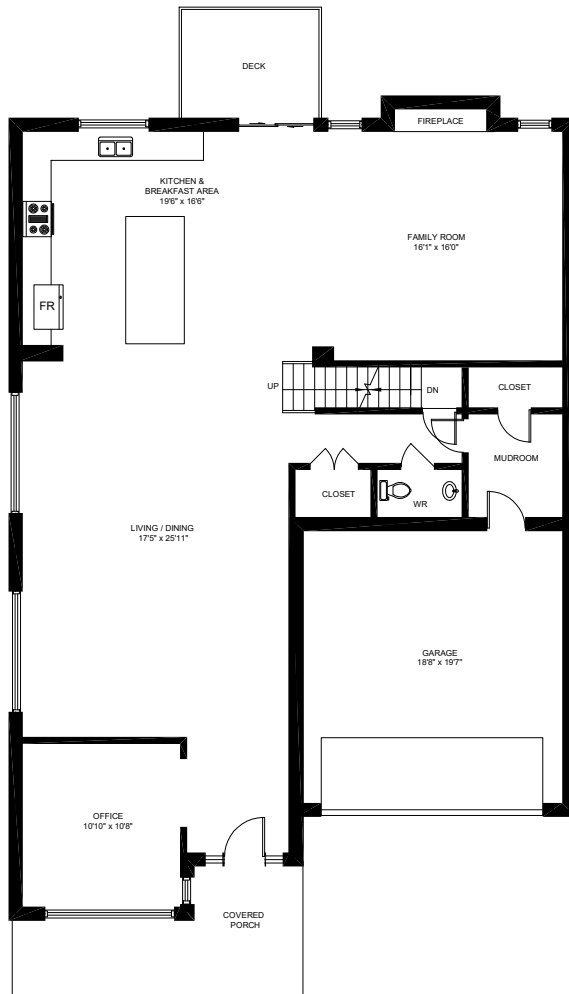 DECK
FIREPLACE
KITCHEN &
BREAKFAST AREA
19'6" x 16'6"
FAMILY ROOM
16'1" x 16'0"
FR
UP
DN
CLOSET
MUDROOM
CLOSET
WR
LIVING / DINING
17'5" x 25'11"
GARAGE
18'8" x 19'7"
OFFICE
10'10" x 10'8"
COVERED
PORCH